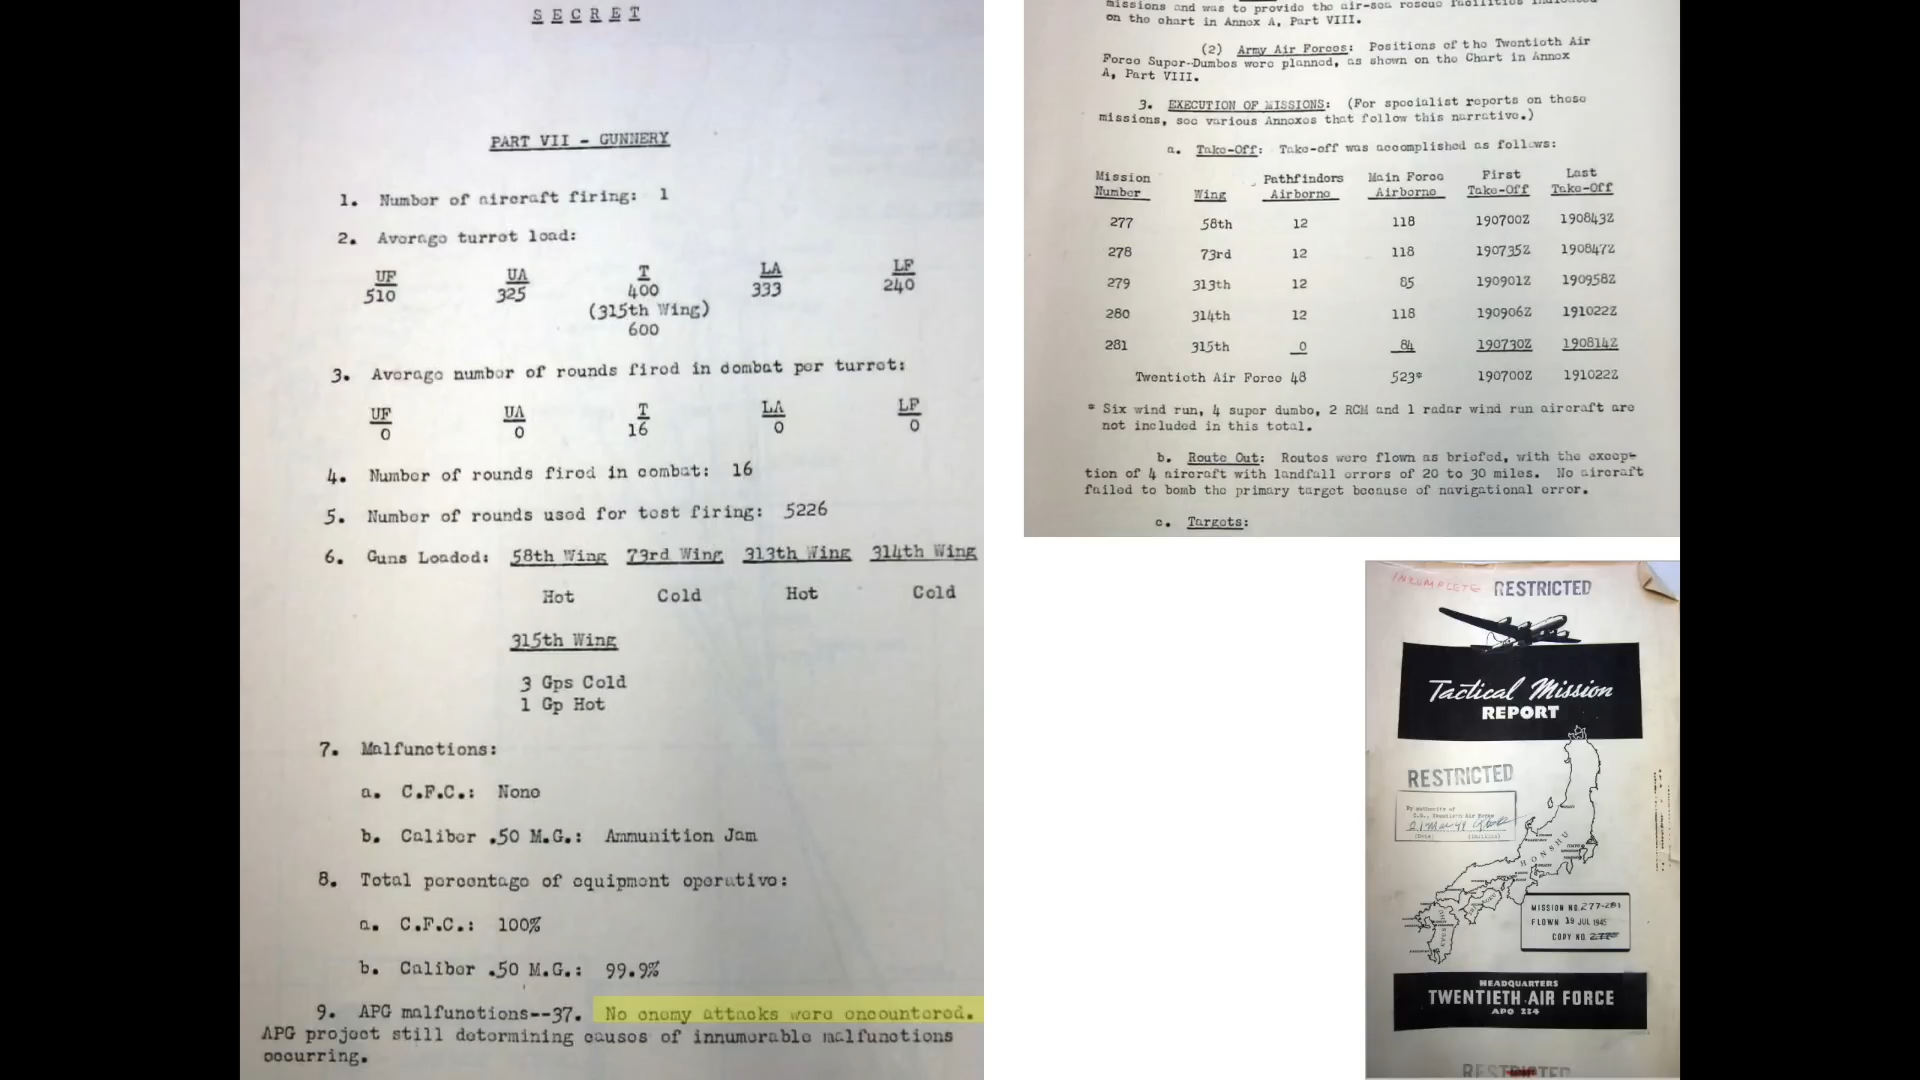 S E C R E T
PART VII - GUNNERY
1. Number of aircraft firing: 1
2. Average turret load:
UF UA T LA LF
510 325 400 333 240
(315th Wing)
600
3. Average number of rounds fired in combat per turret:
UF UA T LA LF
0 0 16 0 0
4. Number of rounds fired in combat: 16
5. Number of rounds used for test firing: 5226
6. Guns Loaded: 58th Wing 73rd Wing 313th Wing 314th Wing
Hot Cold Hot Cold
315th Wing
3 Gps Cold
1 Gp Hot
7. Malfunctions:
a. C.F.C.: None
b. Caliber .50 M.G.: Ammunition Jam
8. Total percentage of equipment operative:
a. C.F.C.: 100%
b. Caliber .50 M.G.: 99.9%
9. APG malfunctions--37. No enemy attacks were encountered.
APG project still determining causes of innumerable malfunctions
occurring.
missions and was to provide the air-sea rescue facilities indicated
on the chart in Annex A, Part VIII.
(2) Army Air Forces: Positions of the Twentieth Air
Force Super-Dumbos were planned, as shown on the Chart in Annex
A, Part VIII.
3. EXECUTION OF MISSIONS: (For specialist reports on these
missions, see various Annexes that follow this narrative.)
a. Take-Off: Take-off was accomplished as follows:
Mission Pathfinders Main Force First Last
Number Wing Airborne Airborne Take-Off Take-Off
277 58th 12 118 190700Z 190843Z
278 73rd 12 118 190735Z 190847Z
279 313th 12 85 190901Z 190958Z
280 314th 12 118 190906Z 191022Z
281 315th 0 84 190730Z 190814Z
Twentieth Air Force 48 523* 190700Z 191022Z
* Six wind run, 4 super dumbo, 2 RCM and 1 radar wind run aircraft are
not included in this total.
b. Route Out: Routes were flown as briefed, with the excep-
tion of 4 aircraft with landfall errors of 20 to 30 miles. No aircraft
failed to bomb the primary target because of navigational error.
c. Targets:
INCOMPLETE RESTRICTED
Tactical Mission
REPORT
RESTRICTED
By authority of
C.G., Twentieth Air Force
21 Mar 49
(Date) (Initials)
HONSHU
MISSION NO. 277-281
FLOWN 19 JUL 1945
COPY NO
HEADQUARTERS
TWENTIETH AIR FORCE
APO 234
RESTRICTED